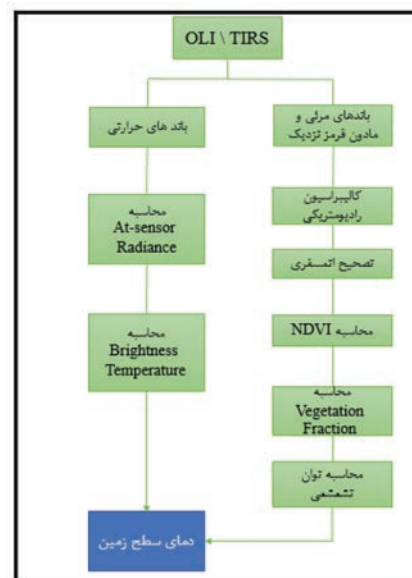 OLI \ TIRS
باندهای مرئی و
مادون قرمز نزدیک
کالیبراسیون
رادیومتریکی
تصحیح اتمسفری
محاسبه NDVI
محاسبه
Vegetation
Fraction
محاسبه توان
تشعشعی
باند های حرارتی
محاسبه
At-sensor
Radiance
محاسبه
Brightness
Temperature
دمای سطح زمین